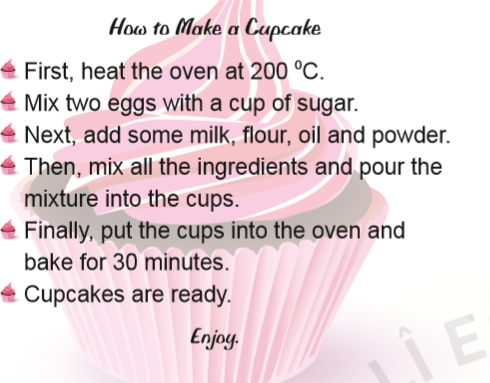 How to Make a Cupcake
First, heat the oven at 200 ⁰C.
Mix two eggs with a cup of sugar.
Next, add some milk, flour, oil and powder.
Then, mix all the ingredients and pour the
mixture into the cups.
Finally, put the cups into the oven and
bake for 30 minutes.
Cupcakes are ready.
Enjoy.